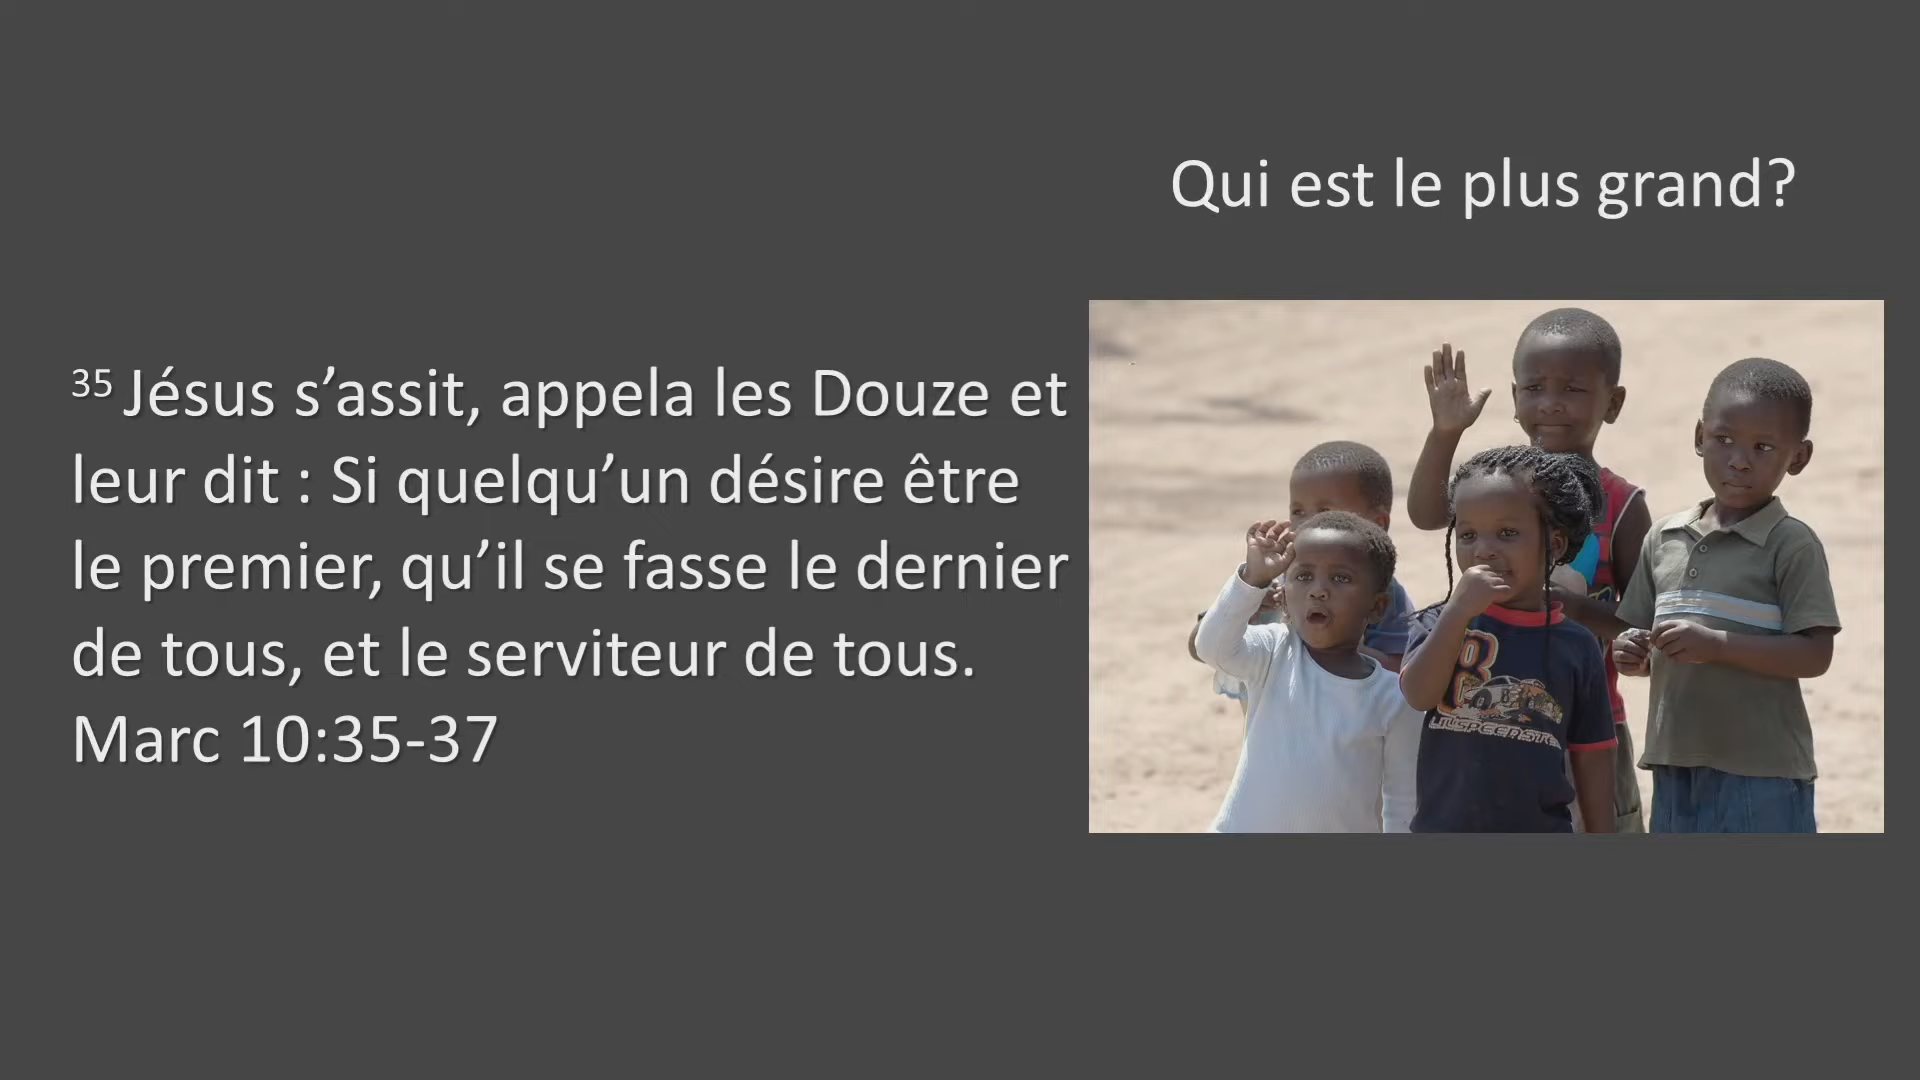 Qui est le plus grand?
35 Jésus s’assit, appela les Douze et
leur dit : Si quelqu’un désire être
le premier, qu’il se fasse le dernier
de tous, et le serviteur de tous.
Marc 10:35-37
8
LITTLSPEEDSTE